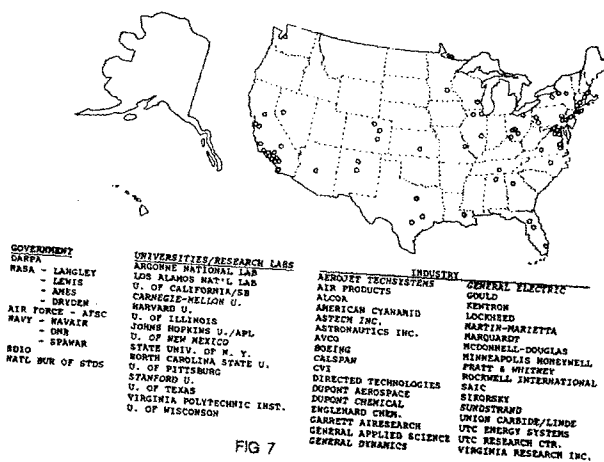 GOVERNMENT
DARPA
NASA - LANGLEY
- LEWIS
- AMES
- DRYDEN
AIR FORCE - AFSC
NAVY - NAVAIR
- ONR
- SPAWAR
SDIO
NATL BUR OF STDS
UNIVERSITIES/RESEARCH LABS
ARGONNE NATIONAL LAB
LOS ALAMOS NAT'L LAB
U. OF CALIFORNIA/SB
CARNEGIE-MELLON U.
HARVARD U.
U. OF ILLINOIS
JOHNS HOPKINS U./APL
U. OF NEW MEXICO
STATE UNIV. OF N. Y.
NORTH CAROLINA STATE U.
U. OF PITTSBURG
STANFORD U.
U. OF TEXAS
VIRGINIA POLYTECHNIC INST.
U. OF WISCONSON
INDUSTRY
AEROJET TECHSYSTEMS
AIR PRODUCTS
ALCOA
AMERICAN CYANAMID
ASTECH INC.
ASTRONAUTICS INC.
AVCO
BOEING
CALSPAN
CVI
DIRECTED TECHNOLOGIES
DUPONT AEROSPACE
DUPONT CHEMICAL
ENGLEHARD CHEM.
GARRETT AIRESEARCH
GENERAL APPLIED SCIENCE
GENERAL DYNAMICS
GENERAL ELECTRIC
GOULD
KENTRON
LOCKHEED
MARTIN-MARIETTA
MARQUARDT
MCDONNELL-DOUGLAS
MINNEAPOLIS HONEYWELL
PRATT & WHITNEY
ROCKWELL INTERNATIONAL
SAIC
SIKORSKY
SUNDSTRAND
UNION CARBIDE/LINDE
UTC ENERGY SYSTEMS
UTC RESEARCH CTR.
VIRGINIA RESEARCH INC.
FIG 7